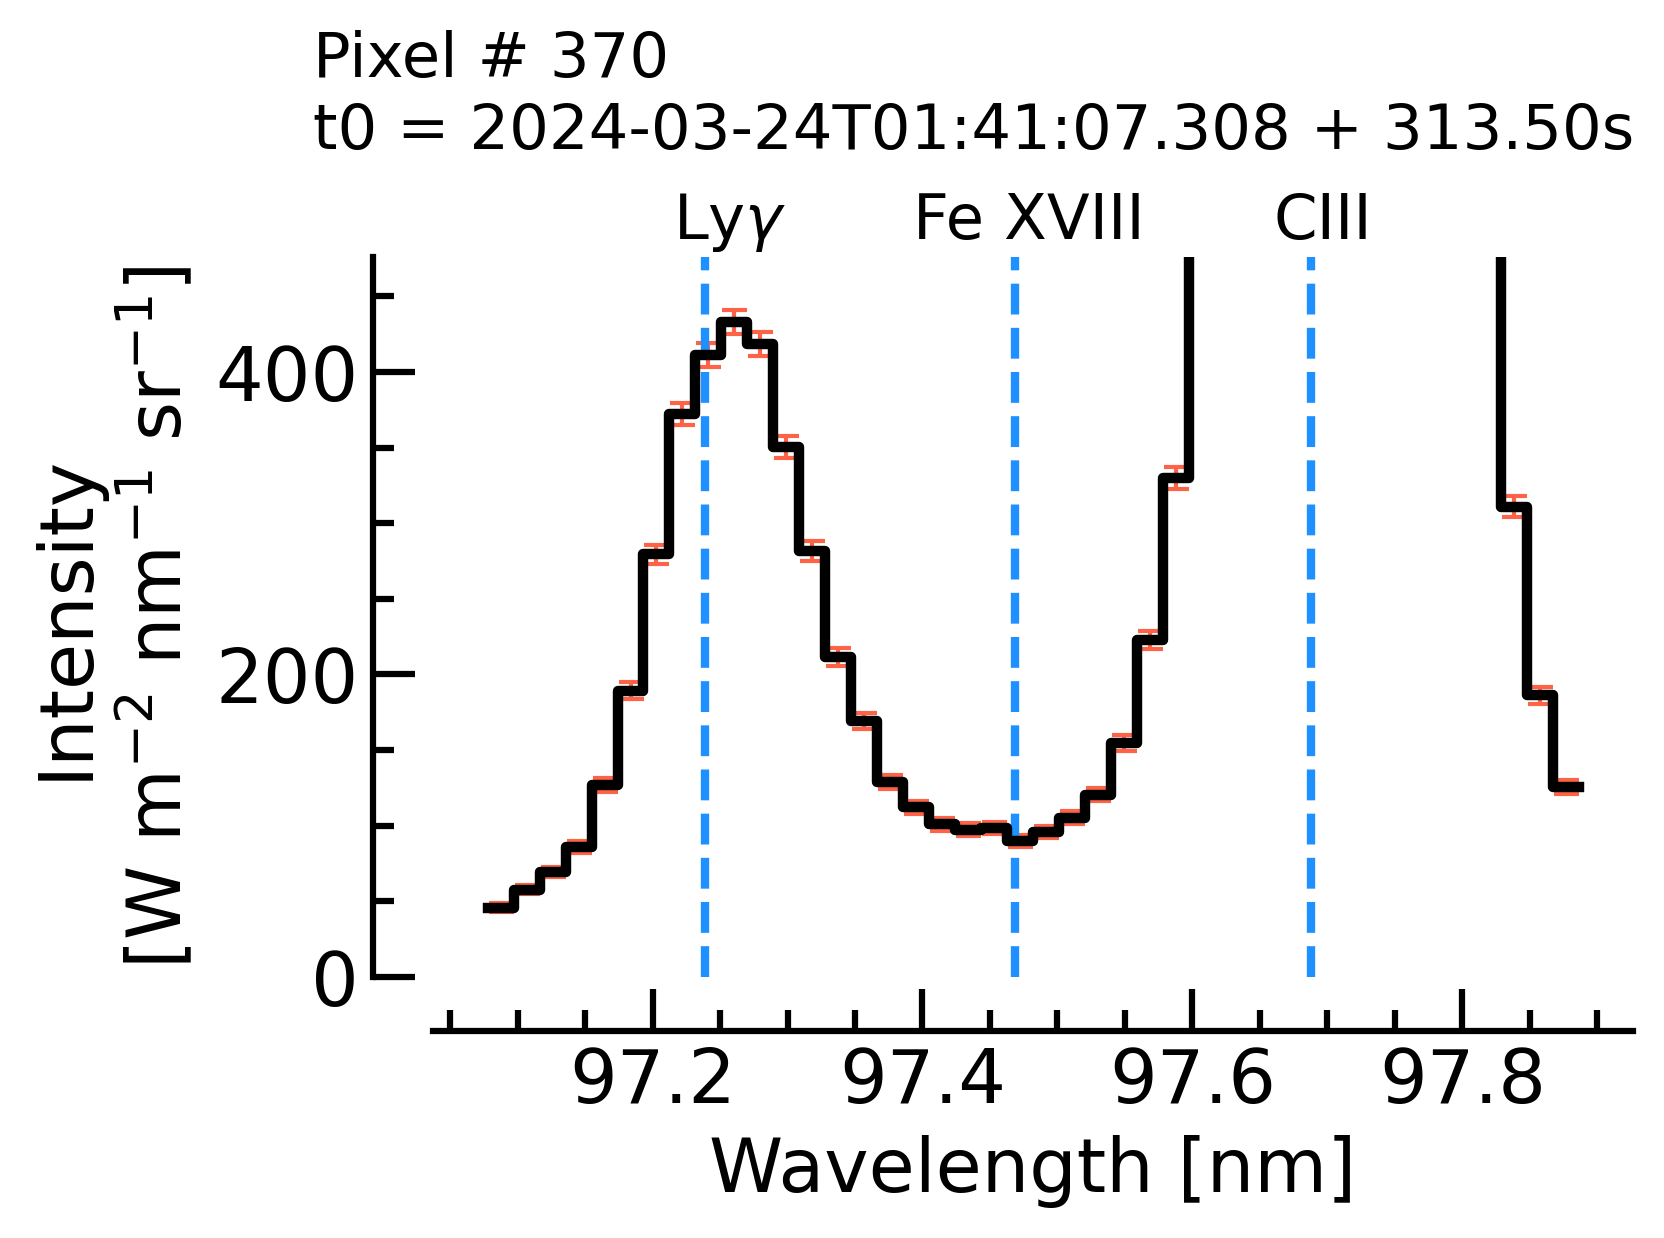 Pixel # 370
t0 = 2024-03-24T01:41:07.308 + 313.50s
Lyγ Fe XVIII CIII
Intensity
[W m⁻² nm⁻¹ sr⁻¹]
400
200
0
97.2 97.4 97.6 97.8
Wavelength [nm]